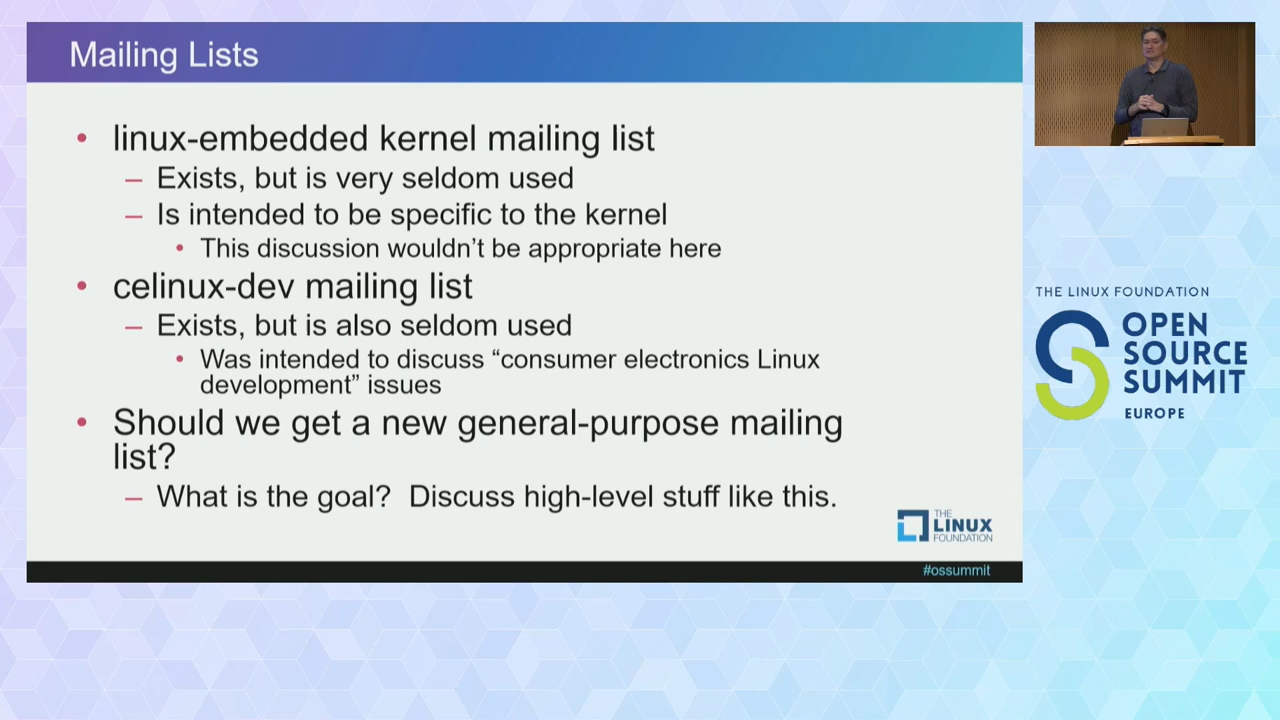 Mailing Lists
• linux-embedded kernel mailing list
– Exists, but is very seldom used
– Is intended to be specific to the kernel
• This discussion wouldn’t be appropriate here
• celinux-dev mailing list
– Exists, but is also seldom used
• Was intended to discuss “consumer electronics Linux
development” issues
• Should we get a new general-purpose mailing
list?
– What is the goal?  Discuss high-level stuff like this.
THE
LINUX
FOUNDATION
#ossummit
THE LINUX FOUNDATION
OPEN
SOURCE
SUMMIT
EUROPE